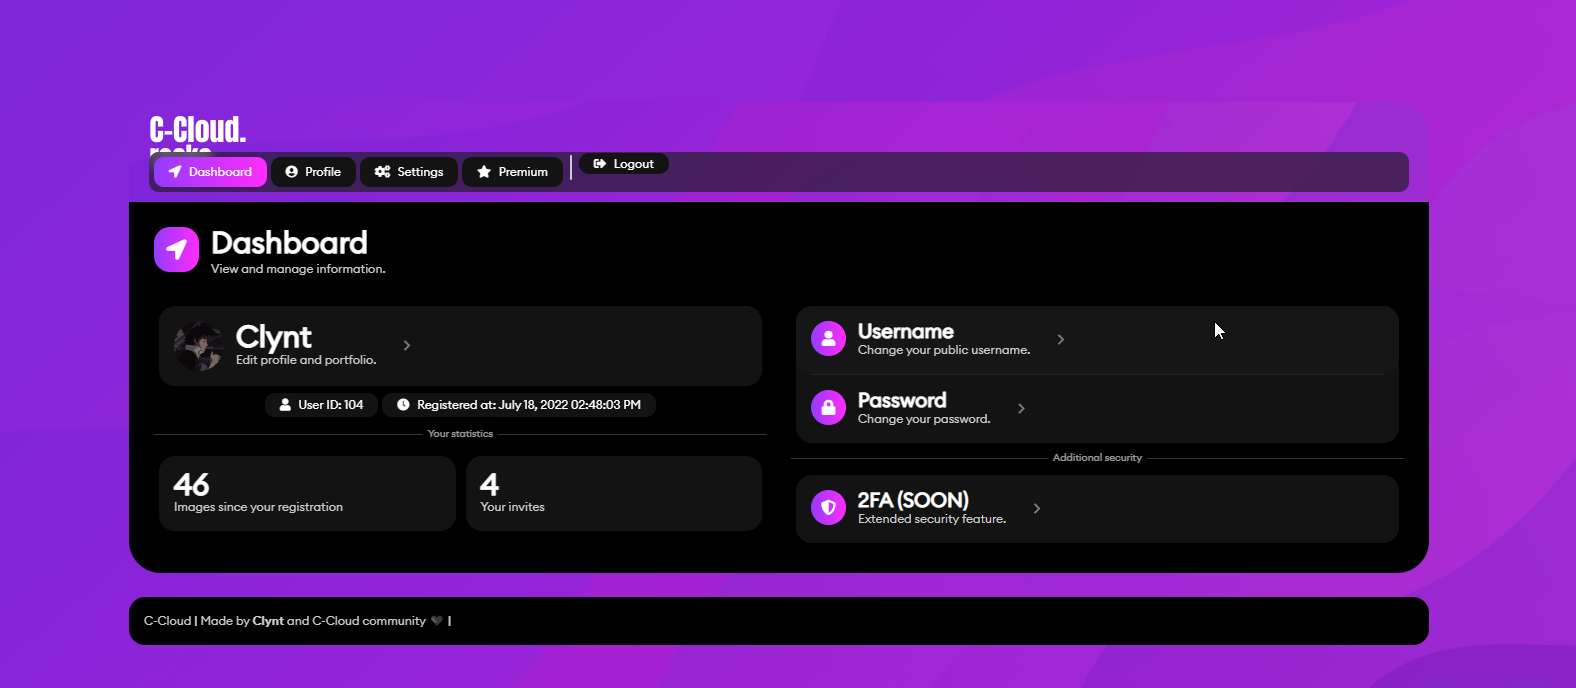 C-Cloud.
rocks
Dashboard Profile Settings Premium Logout
Dashboard
View and manage information.
Clynt
Edit profile and portfolio.
User ID: 104 Registered at: July 18, 2022 02:48:03 PM
Your statistics
46
Images since your registration
4
Your invites
Username
Change your public username.
Password
Change your password.
Additional security
2FA (SOON)
Extended security feature.
C-Cloud | Made by Clynt and C-Cloud community 🖤 |